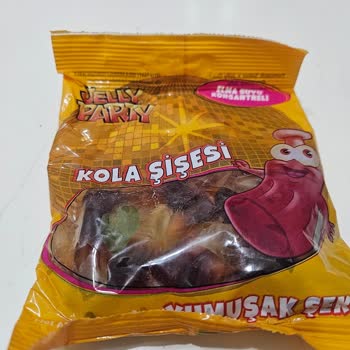 JELLY
PARTY
ELMA SUYU
KONSANTRELİ
KOLA ŞİŞESİ
YUMUŞAK ŞEK